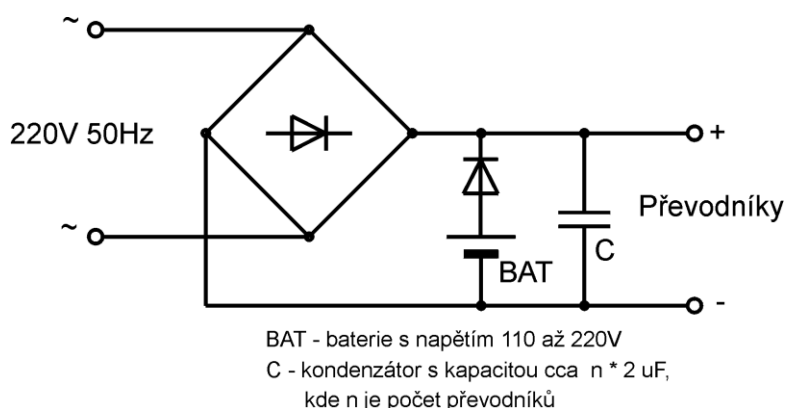 ~
220V 50Hz
~
+
Převodníky
C
BAT
-
BAT - baterie s napětím 110 až 220V
C - kondenzátor s kapacitou cca n * 2 uF,
kde n je počet převodníků